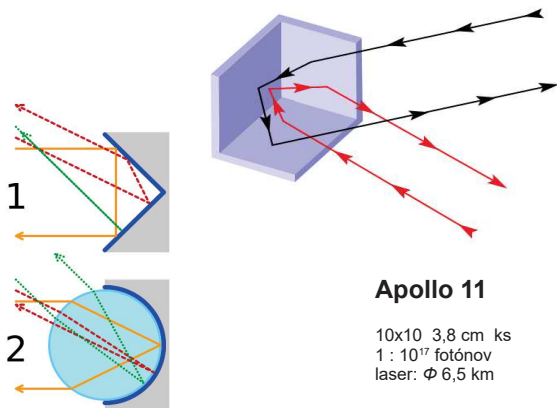 1
2
Apollo 11
10x10 3,8 cm ks
1 : 10¹⁷ fotónov
laser: Φ 6,5 km